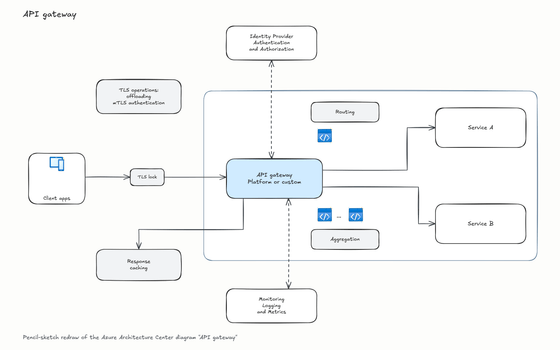 API gateway
Identity Provider
Authentication
and Authorization
TLS operations:
offloading
mTLS authentication
Routing
Service A
Client apps
TLS lock
API gateway
Platform or custom
...
Service B
Aggregation
Response
caching
Monitoring
Logging
and Metrics
Pencil-sketch redraw of the Azure Architecture Center diagram "API gateway"